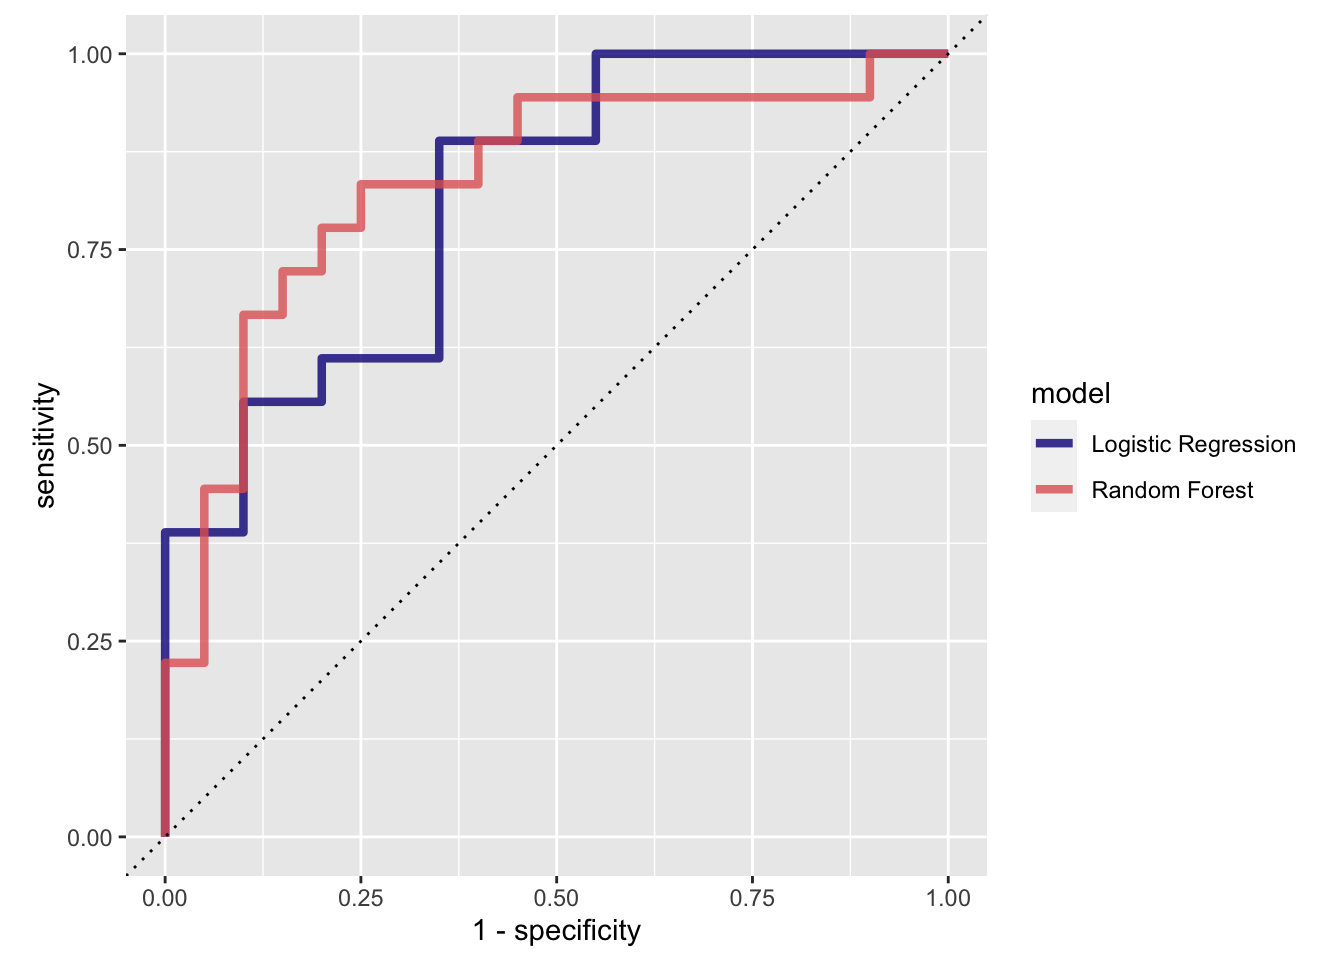 1.00
0.75
0.50
0.25
0.00
sensitivity
0.00 0.25 0.50 0.75 1.00
1 - specificity
model
Logistic Regression
Random Forest